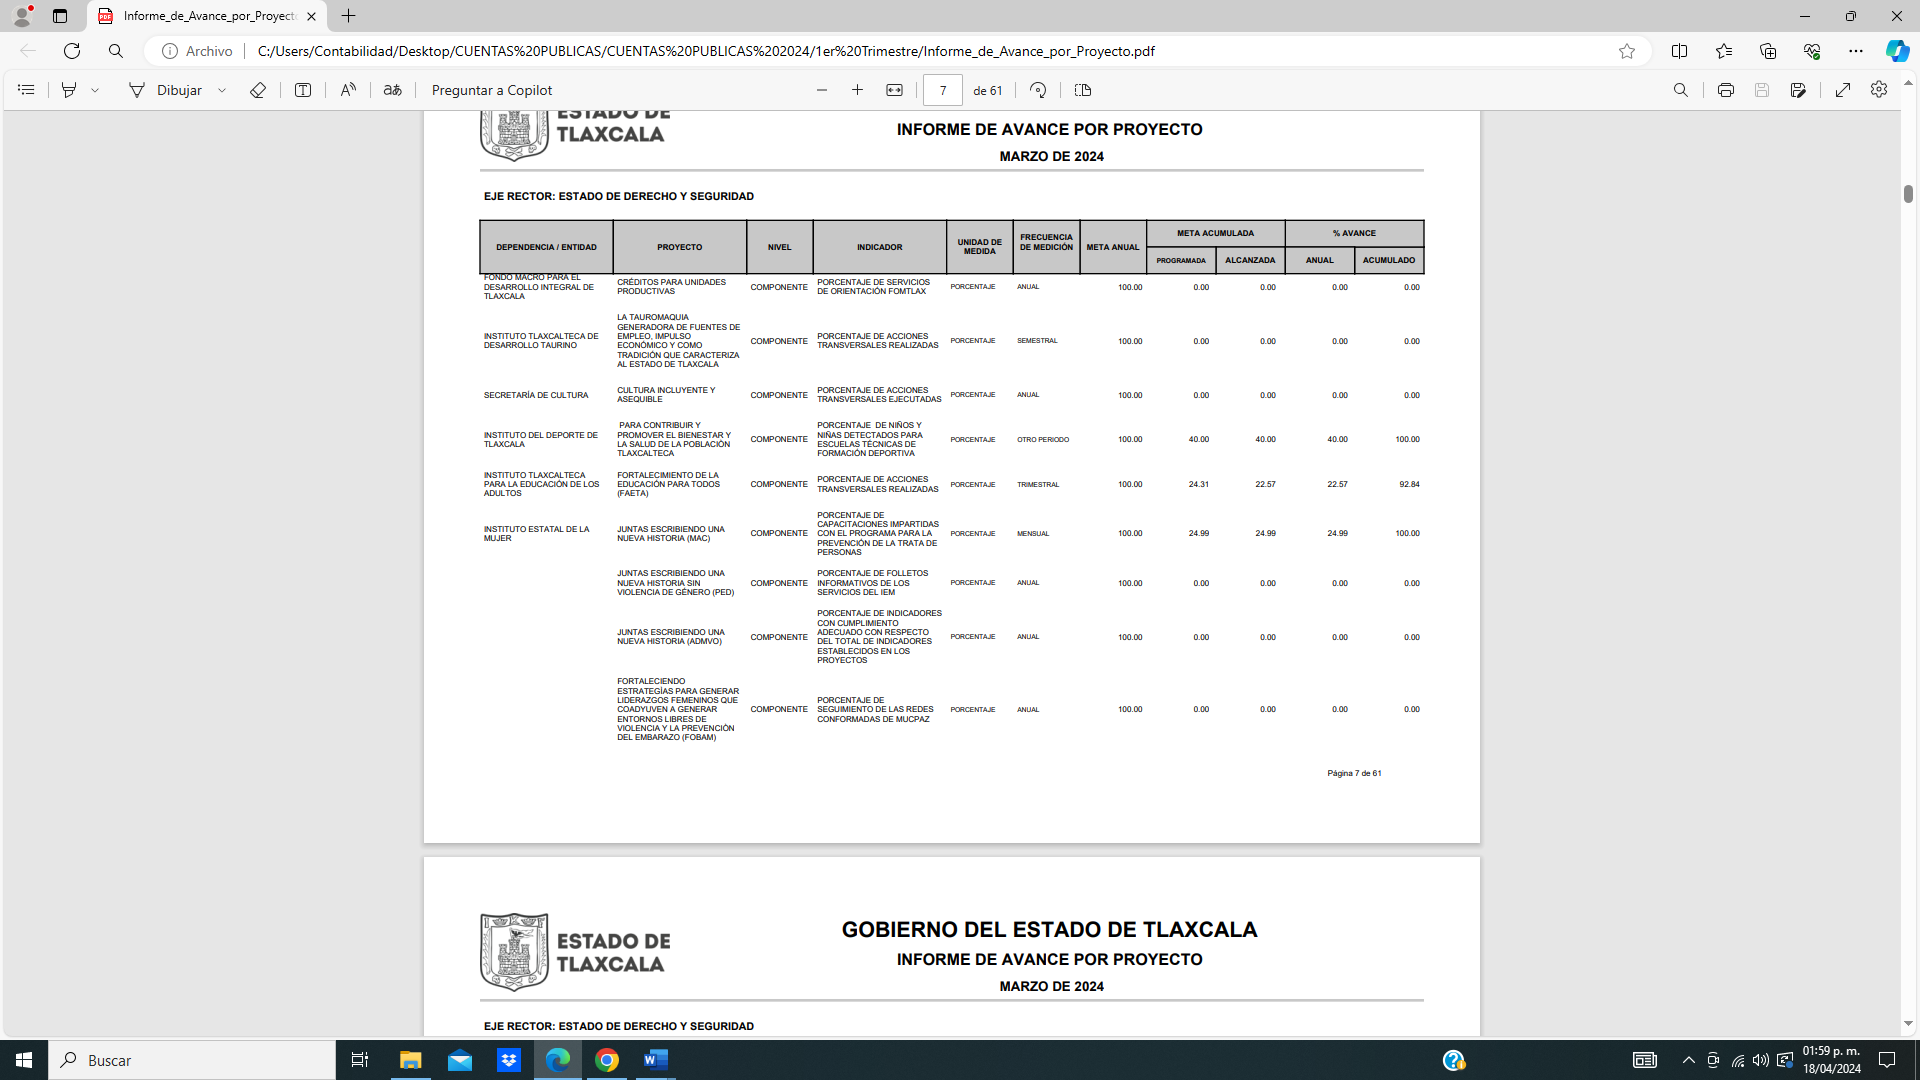 Informe_de_Avance_por_Proyecto
Archivo
C:/Users/Contabilidad/Desktop/CUENTAS%20PUBLICAS/CUENTAS%20PUBLICAS%202024/1er%20Trimestre/Informe_de_Avance_por_Proyecto.pdf
Dibujar
Preguntar a Copilot
7 de 61
ESTADO DE
TLAXCALA
INFORME DE AVANCE POR PROYECTO
MARZO DE 2024
EJE RECTOR: ESTADO DE DERECHO Y SEGURIDAD
DEPENDENCIA / ENTIDAD
PROYECTO
NIVEL
INDICADOR
UNIDAD DE
MEDIDA
FRECUENCIA
DE MEDICIÓN
META ANUAL
META ACUMULADA
PROGRAMADA
ALCANZADA
% AVANCE
ANUAL
ACUMULADO
FONDO MACRO PARA EL
DESARROLLO INTEGRAL DE
TLAXCALA
CRÉDITOS PARA UNIDADES
PRODUCTIVAS
COMPONENTE
PORCENTAJE DE SERVICIOS
DE ORIENTACIÓN FOMTLAX
PORCENTAJE
ANUAL
100.00
0.00
0.00
0.00
0.00
INSTITUTO TLAXCALTECA DE
DESARROLLO TAURINO
LA TAUROMAQUIA
GENERADORA DE FUENTES DE
EMPLEO, IMPULSO
ECONÓMICO Y COMO
TRADICIÓN QUE CARACTERIZA
AL ESTADO DE TLAXCALA
COMPONENTE
PORCENTAJE DE ACCIONES
TRANSVERSALES REALIZADAS
PORCENTAJE
SEMESTRAL
100.00
0.00
0.00
0.00
0.00
SECRETARÍA DE CULTURA
CULTURA INCLUYENTE Y
ASEQUIBLE
COMPONENTE
PORCENTAJE DE ACCIONES
TRANSVERSALES EJECUTADAS
PORCENTAJE
ANUAL
100.00
0.00
0.00
0.00
0.00
INSTITUTO DEL DEPORTE DE
TLAXCALA
PARA CONTRIBUIR Y
PROMOVER EL BIENESTAR Y
LA SALUD DE LA POBLACIÓN
TLAXCALTECA
COMPONENTE
PORCENTAJE DE NIÑOS Y
NIÑAS DETECTADOS PARA
ESCUELAS TÉCNICAS DE
FORMACIÓN DEPORTIVA
PORCENTAJE
OTRO PERIODO
100.00
40.00
40.00
40.00
100.00
INSTITUTO TLAXCALTECA
PARA LA EDUCACIÓN DE LOS
ADULTOS
FORTALECIMIENTO DE LA
EDUCACIÓN PARA TODOS
(FAETA)
COMPONENTE
PORCENTAJE DE ACCIONES
TRANSVERSALES REALIZADAS
PORCENTAJE
TRIMESTRAL
100.00
24.31
22.57
22.57
92.84
INSTITUTO ESTATAL DE LA
MUJER
JUNTAS ESCRIBIENDO UNA
NUEVA HISTORIA (MAC)
COMPONENTE
PORCENTAJE DE
CAPACITACIONES IMPARTIDAS
CON EL PROGRAMA PARA LA
PREVENCIÓN DE LA TRATA DE
PERSONAS
PORCENTAJE
MENSUAL
100.00
24.99
24.99
24.99
100.00
JUNTAS ESCRIBIENDO UNA
NUEVA HISTORIA SIN
VIOLENCIA DE GÉNERO (PED)
COMPONENTE
PORCENTAJE DE FOLLETOS
INFORMATIVOS DE LOS
SERVICIOS DEL IEM
PORCENTAJE
ANUAL
100.00
0.00
0.00
0.00
0.00
JUNTAS ESCRIBIENDO UNA
NUEVA HISTORIA (ADMVO)
COMPONENTE
PORCENTAJE DE INDICADORES
CON CUMPLIMIENTO
ADECUADO CON RESPECTO
DEL TOTAL DE INDICADORES
ESTABLECIDOS EN LOS
PROYECTOS
PORCENTAJE
ANUAL
100.00
0.00
0.00
0.00
0.00
FORTALECIENDO
ESTRATEGÍAS PARA GENERAR
LIDERAZGOS FEMENINOS QUE
COADYUVEN A GENERAR
ENTORNOS LIBRES DE
VIOLENCIA Y LA PREVENCIÓN
DEL EMBARAZO (FOBAM)
COMPONENTE
PORCENTAJE DE
SEGUIMIENTO DE LAS REDES
CONFORMADAS DE MUCPAZ
PORCENTAJE
ANUAL
100.00
0.00
0.00
0.00
0.00
Página 7 de 61
ESTADO DE
TLAXCALA
GOBIERNO DEL ESTADO DE TLAXCALA
INFORME DE AVANCE POR PROYECTO
MARZO DE 2024
EJE RECTOR: ESTADO DE DERECHO Y SEGURIDAD
Buscar
01:59 p. m.
18/04/2024